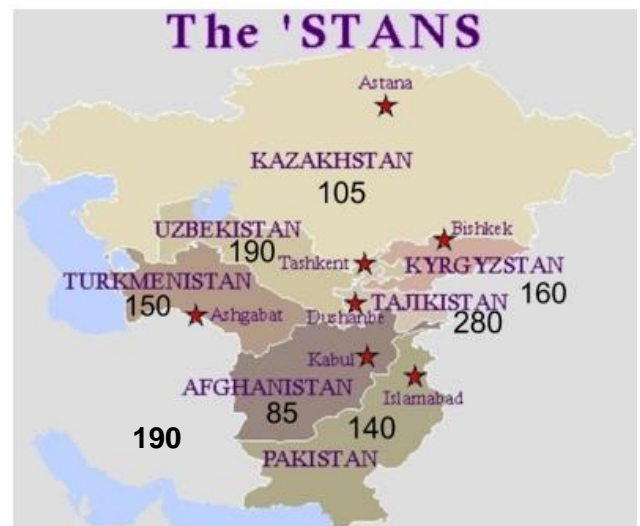 The 'STANS
Astana
KAZAKHSTAN
105
UZBEKISTAN
190
Bishkek
Tashkent
KYRGYZSTAN
160
TURKMENISTAN
150
Ashgabat
TAJIKISTAN
280
Dushanbe
Kabul
AFGHANISTAN
85
Islamabad
190
140
PAKISTAN